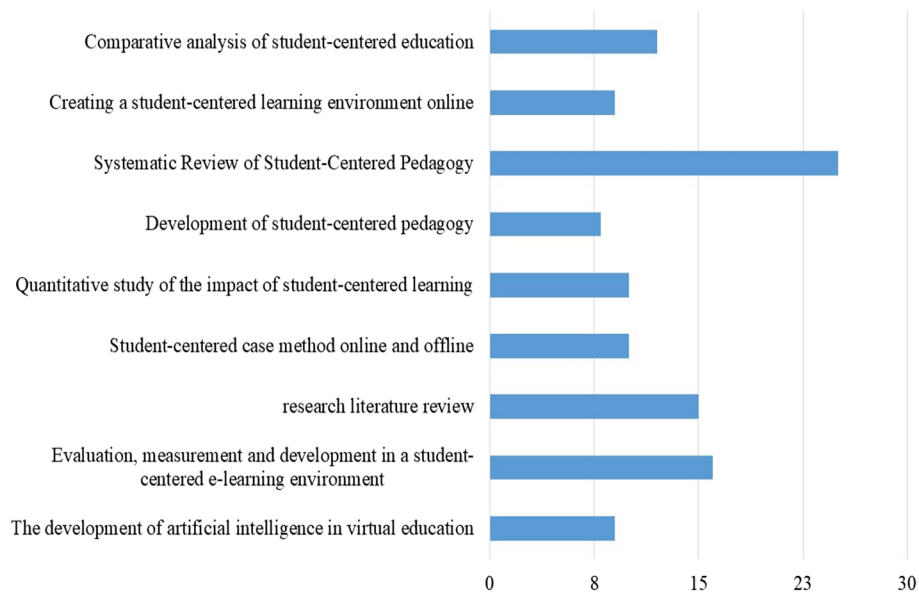 Comparative analysis of student-centered education
Creating a student-centered learning environment online
Systematic Review of Student-Centered Pedagogy
Development of student-centered pedagogy
Quantitative study of the impact of student-centered learning
Student-centered case method online and offline
research literature review
Evaluation, measurement and development in a student-
centered e-learning environment
The development of artificial intelligence in virtual education
0 8 15 23 30